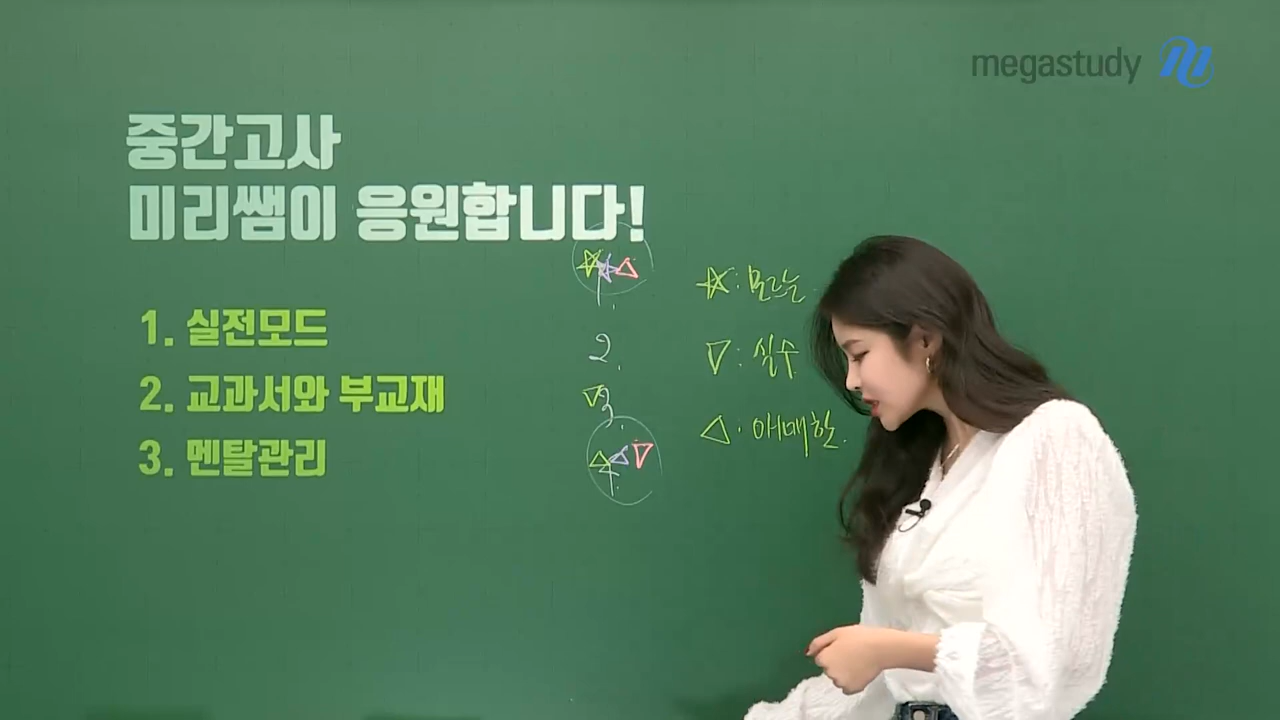 megastudy
중간고사
미리쌤이 응원합니다!
1. 실전모드
2. 교과서와 부교재
3. 멘탈관리
1.
2.
3.
4.
☆: 모르는
▽: 실수
△: 애매한.